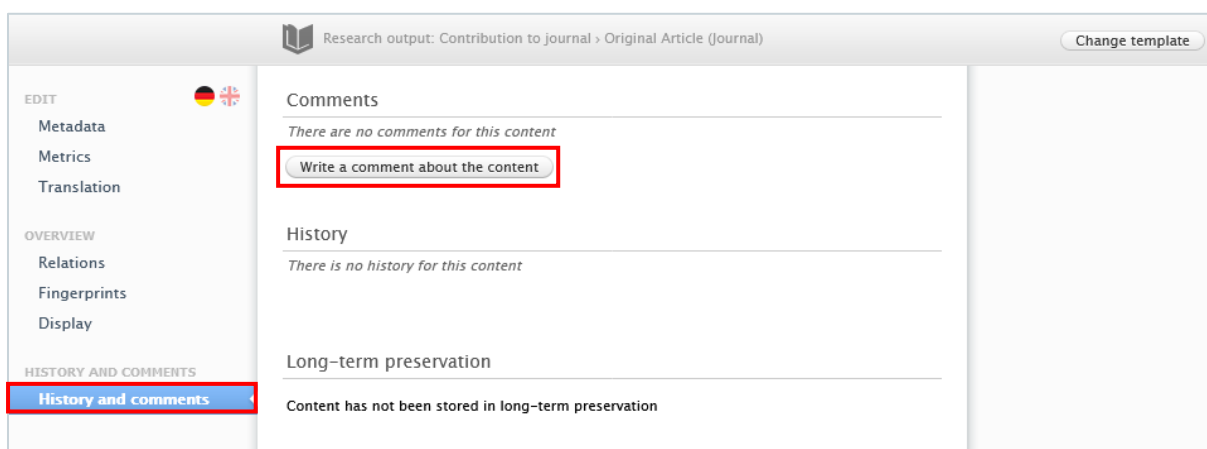 Research output: Contribution to journal › Original Article (Journal)
Change template
EDIT
Metadata
Metrics
Translation
OVERVIEW
Relations
Fingerprints
Display
HISTORY AND COMMENTS
History and comments
Comments
There are no comments for this content
Write a comment about the content
History
There is no history for this content
Long-term preservation
Content has not been stored in long-term preservation